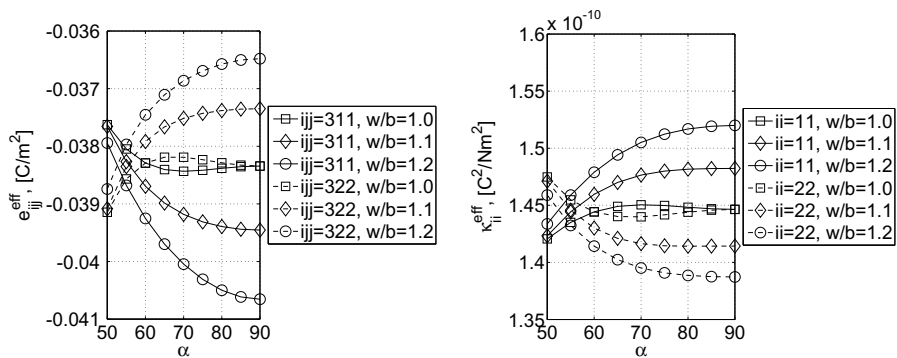 -0.036
-0.037
-0.038
-0.039
-0.04
-0.041
50 60 70 80 90
α
e^eff_ijj, [C/m²]
ijj=311, w/b=1.0
ijj=311, w/b=1.1
ijj=311, w/b=1.2
ijj=322, w/b=1.0
ijj=322, w/b=1.1
ijj=322, w/b=1.2
x 10^-10
1.6
1.55
1.5
1.45
1.4
1.35
50 60 70 80 90
α
κ^eff_ii, [C²/Nm²]
ii=11, w/b=1.0
ii=11, w/b=1.1
ii=11, w/b=1.2
ii=22, w/b=1.0
ii=22, w/b=1.1
ii=22, w/b=1.2